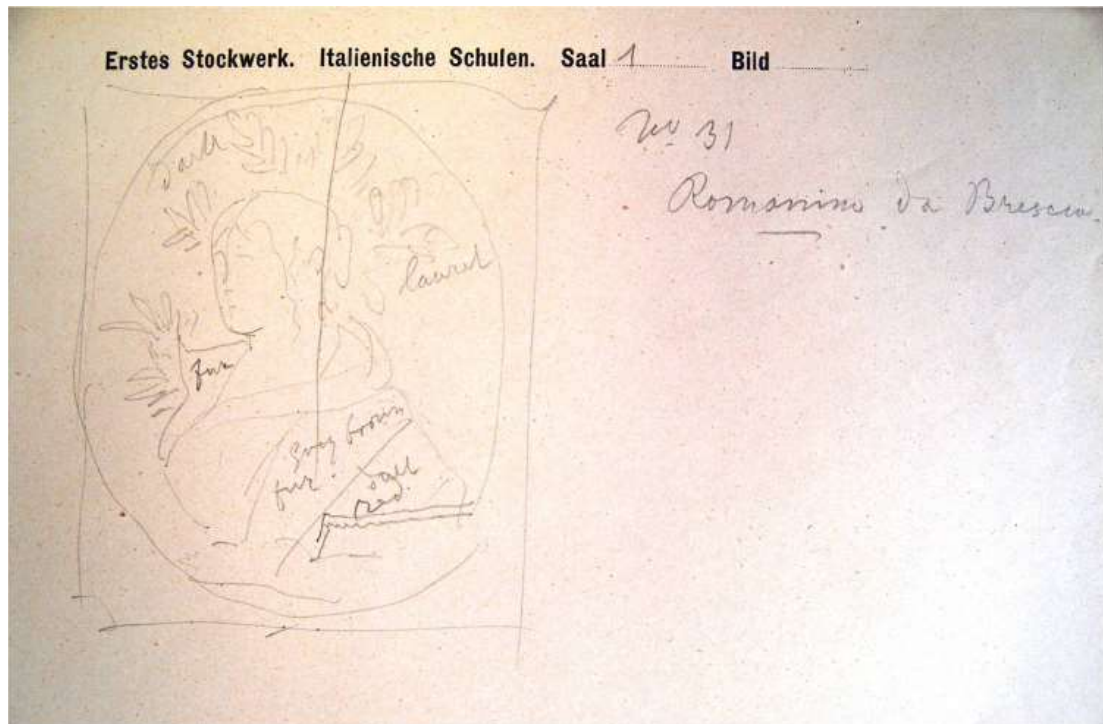 Erstes Stockwerk. Italienische Schulen. Saal 1 Bild
No 31
Romanino da Brescia
dark
laurel
fur
grey brown
fur.
dull
red.